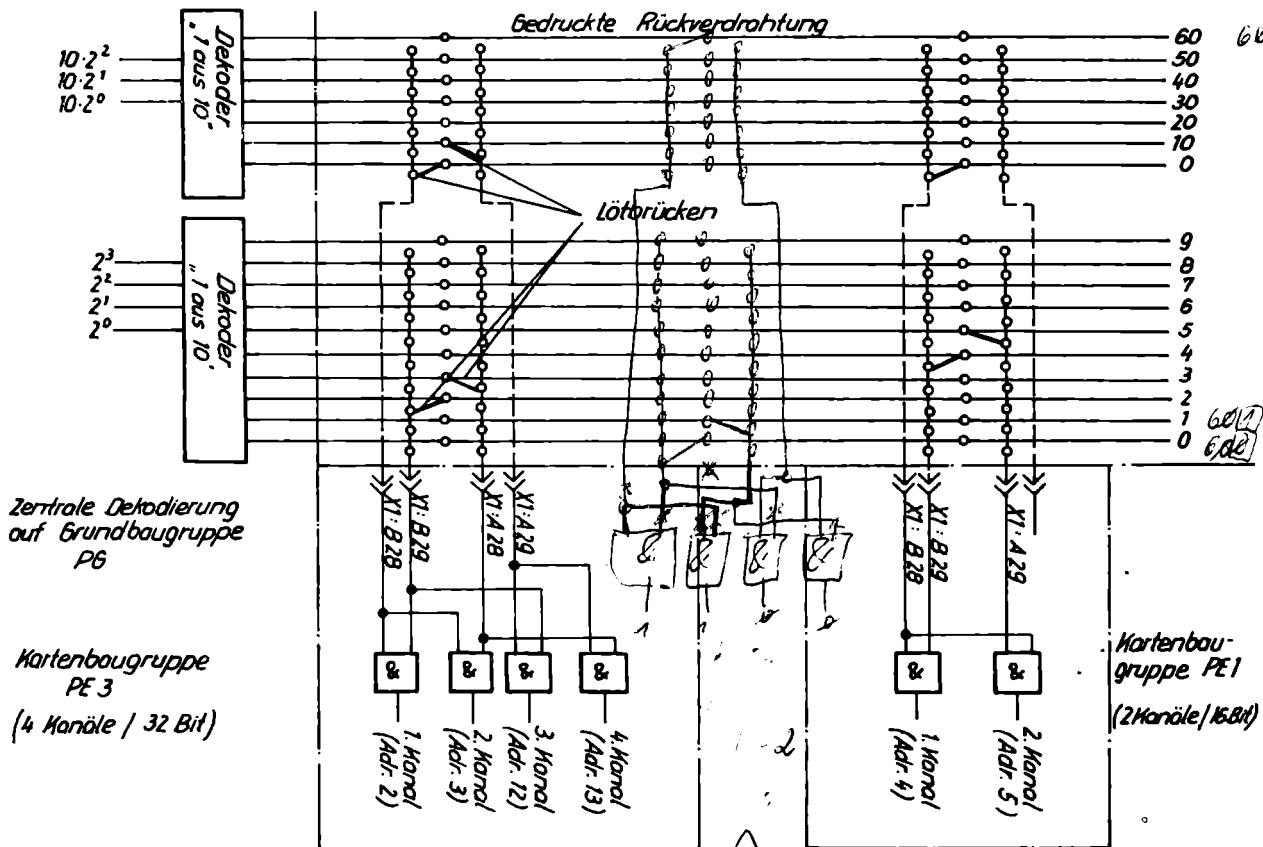 Gedruckte Rückverdrahtung
10·2²
10·2¹
10·2⁰
Dekoder
„1 aus 10"
60
50
40
30
20
10
0
Lötbrücken
2³
2²
2¹
2⁰
Dekoder
„1 aus 10"
9
8
7
6
5
4
3
2
1
0
Zentrale Dekodierung
auf Grundbaugruppe
PG
X1:B28
X1:B29
X1:A28
X1:A29
X1:B28
X1:B29
X1:A29
Kartenbaugruppe
PE 3
(4 Kanäle / 32 Bit)
&
&
&
&
&
&
&
&
&
&
1. Kanal
(Adr. 2)
2. Kanal
(Adr. 3)
3. Kanal
(Adr. 12)
4. Kanal
(Adr. 13)
1. Kanal
(Adr. 4)
2. Kanal
(Adr. 5)
Kartenbau-
gruppe PE1
(2 Kanäle / 16 Bit)